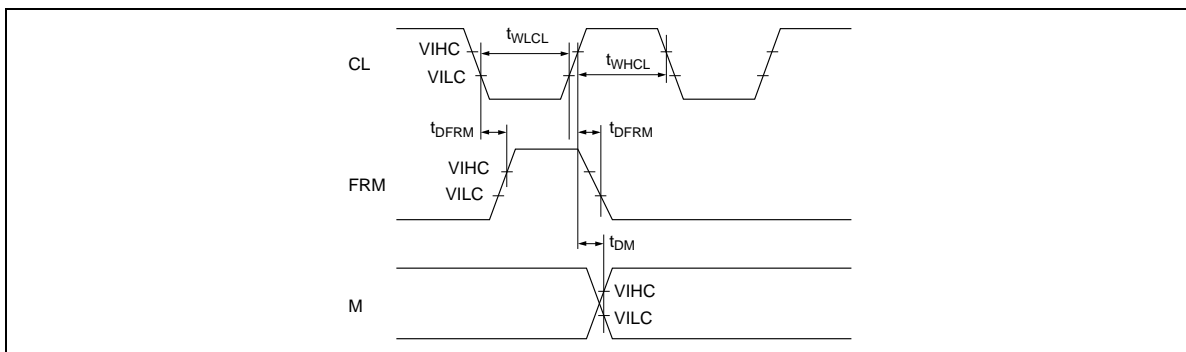 tWLCL
VIHC
tWHCL
CL
VILC
tDFRM
tDFRM
VIHC
FRM
VILC
tDM
VIHC
M
VILC